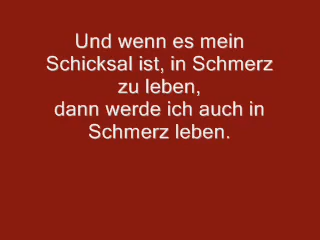 Und wenn es mein
Schicksal ist, in Schmerz
zu leben,
dann werde ich auch in
Schmerz leben.